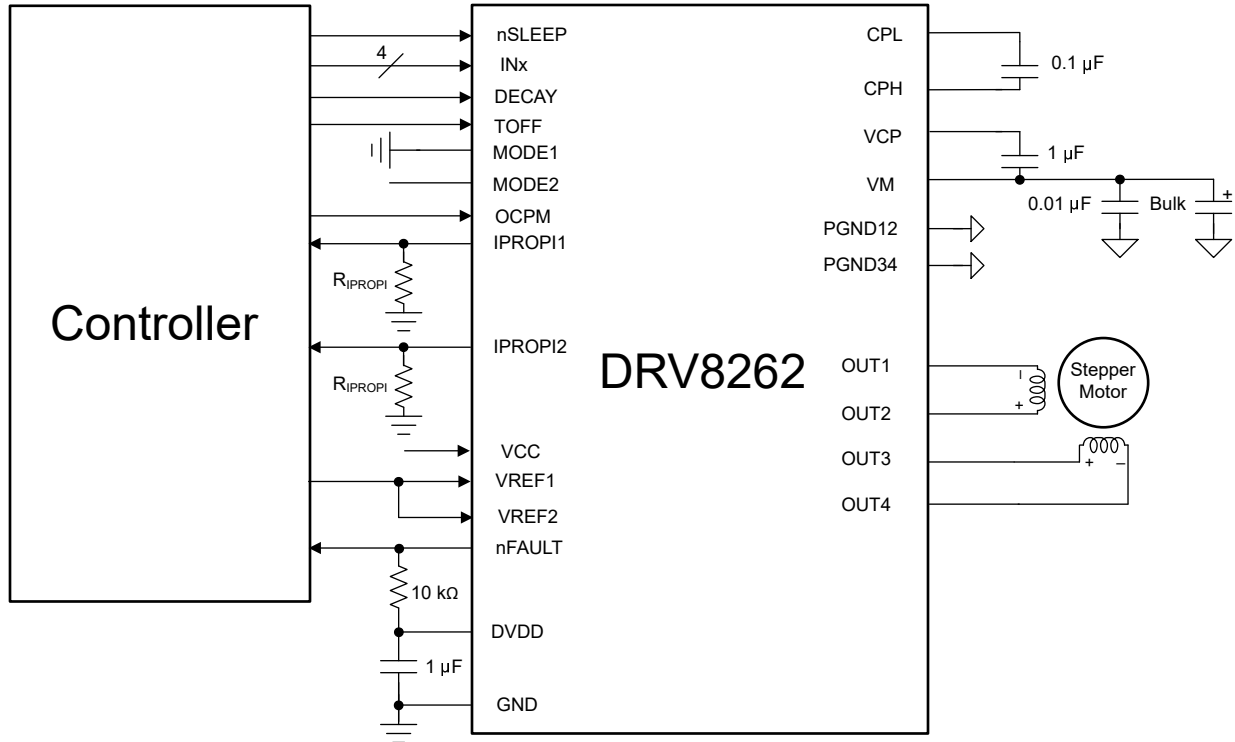 Controller
4
nSLEEP
INx
DECAY
TOFF
MODE1
MODE2
OCPM
IPROPI1
RIPROPI
IPROPI2
RIPROPI
VCC
VREF1
VREF2
nFAULT
10 kΩ
DVDD
1 µF
GND
DRV8262
CPL
0.1 µF
CPH
VCP
1 µF
VM
0.01 µF
Bulk
+
PGND12
PGND34
OUT1
-
Stepper
Motor
+
OUT2
OUT3
+
–
OUT4